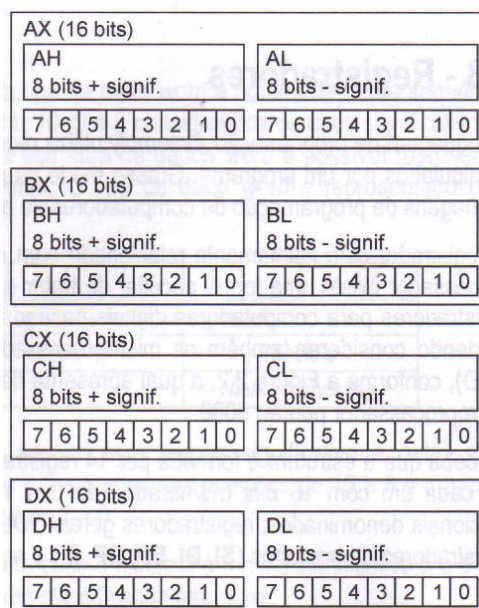 AX (16 bits)
AH AL
8 bits + signif. 8 bits - signif.
7 6 5 4 3 2 1 0 7 6 5 4 3 2 1 0
BX (16 bits)
BH BL
8 bits + signif. 8 bits - signif.
7 6 5 4 3 2 1 0 7 6 5 4 3 2 1 0
CX (16 bits)
CH CL
8 bits + signif. 8 bits - signif.
7 6 5 4 3 2 1 0 7 6 5 4 3 2 1 0
DX (16 bits)
DH DL
8 bits + signif. 8 bits - signif.
7 6 5 4 3 2 1 0 7 6 5 4 3 2 1 0